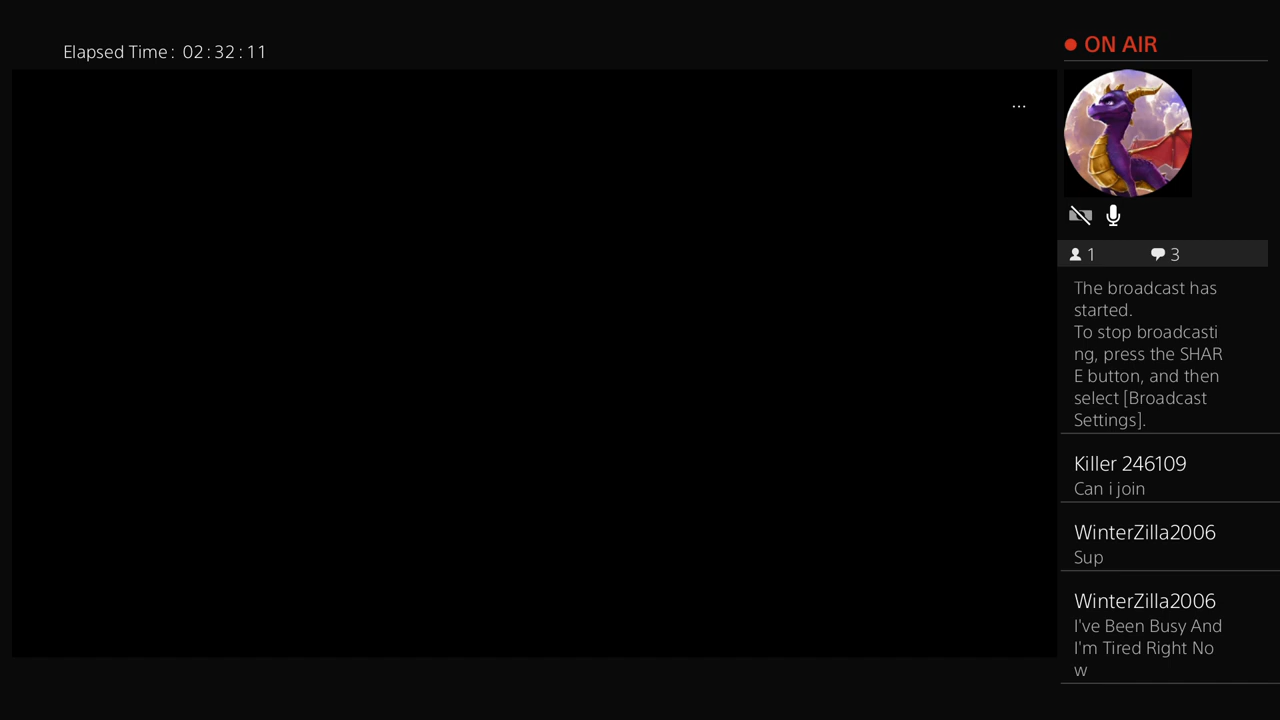 Elapsed Time: 02:32:11
ON AIR
...
1 3
The broadcast has
started.
To stop broadcasti
ng, press the SHAR
E button, and then
select [Broadcast
Settings].
Killer 246109
Can i join
WinterZilla2006
Sup
WinterZilla2006
I've Been Busy And
I'm Tired Right No
w